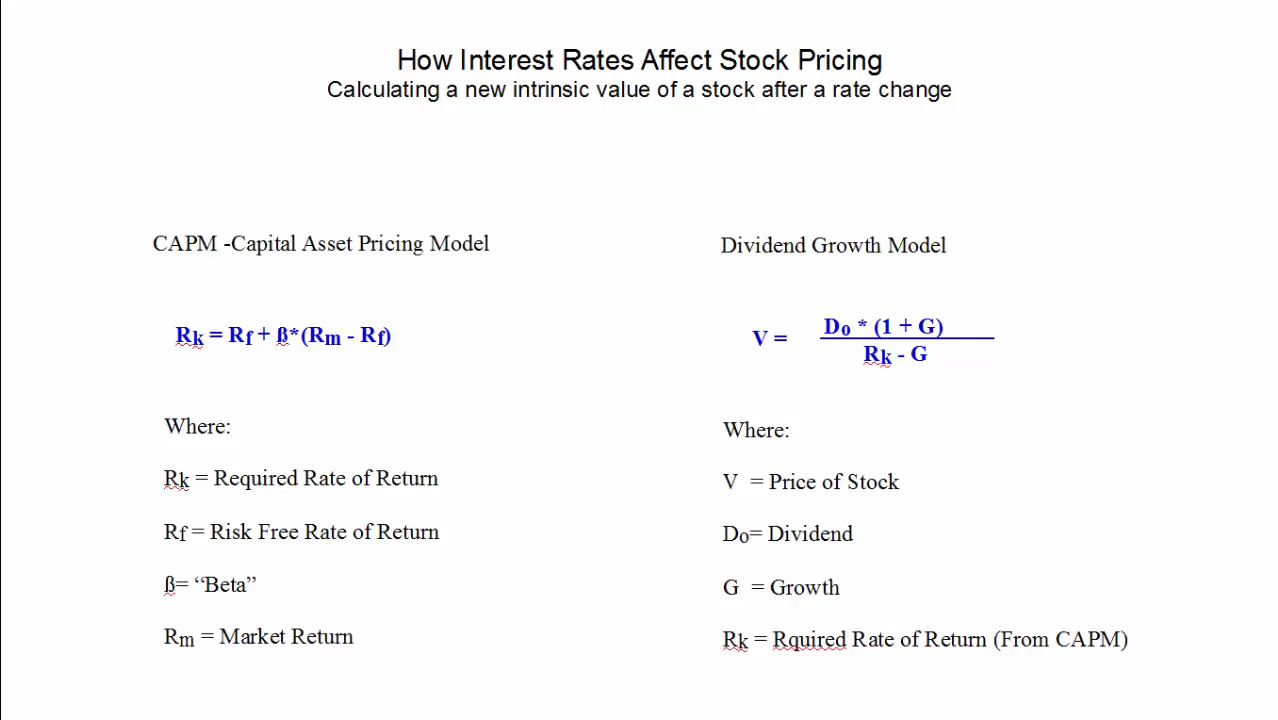 How Interest Rates Affect Stock Pricing
Calculating a new intrinsic value of a stock after a rate change
CAPM -Capital Asset Pricing Model
Rk = Rf + ß*(Rm - Rf)
Where:
Rk = Required Rate of Return
Rf = Risk Free Rate of Return
ß= “Beta”
Rm = Market Return
Dividend Growth Model
V = Do * (1 + G)
Rk - G
Where:
V = Price of Stock
Do= Dividend
G = Growth
Rk = Rquired Rate of Return (From CAPM)